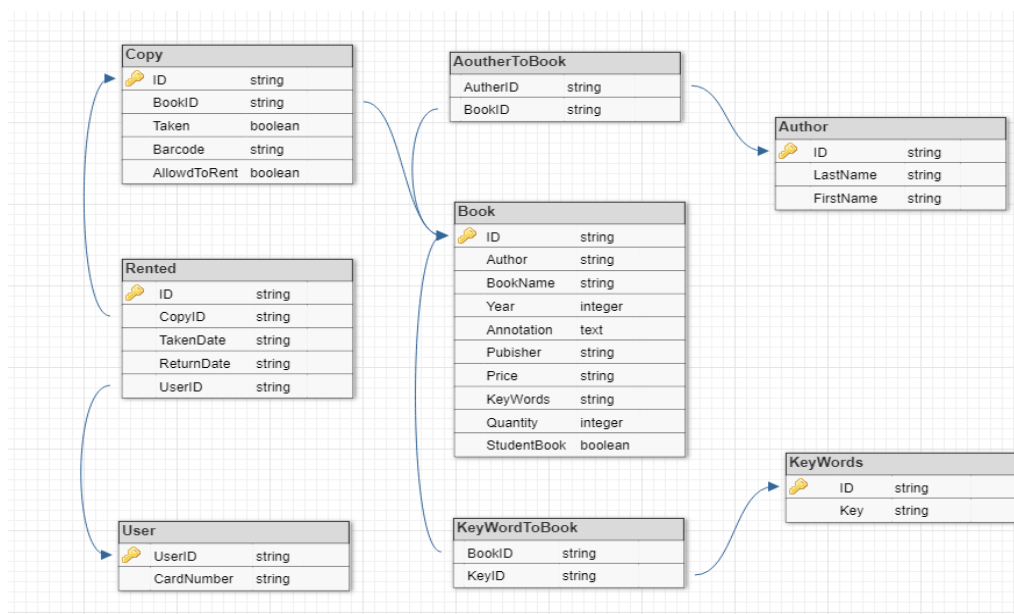 Copy
ID string
BookID string
Taken boolean
Barcode string
AllowdToRent boolean
AoutherToBook
AutherID string
BookID string
Author
ID string
LastName string
FirstName string
Book
ID string
Author string
BookName string
Year integer
Annotation text
Pubisher string
Price string
KeyWords string
Quantity integer
StudentBook boolean
Rented
ID string
CopyID string
TakenDate string
ReturnDate string
UserID string
KeyWords
ID string
Key string
User
UserID string
CardNumber string
KeyWordToBook
BookID string
KeyID string